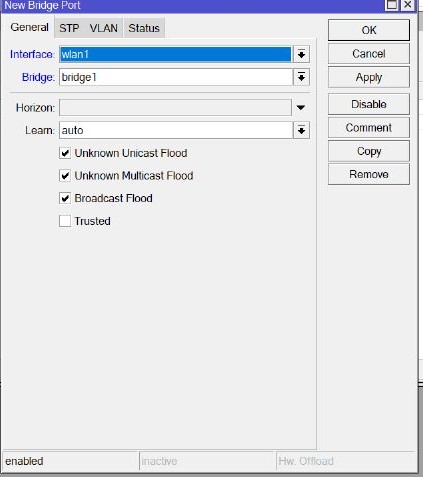 New Bridge Port
General STP VLAN Status
Interface: wlan1
Bridge: bridge1
Horizon:
Learn: auto
Unknown Unicast Flood
Unknown Multicast Flood
Broadcast Flood
Trusted
OK
Cancel
Apply
Disable
Comment
Copy
Remove
enabled inactive Hw. Offload